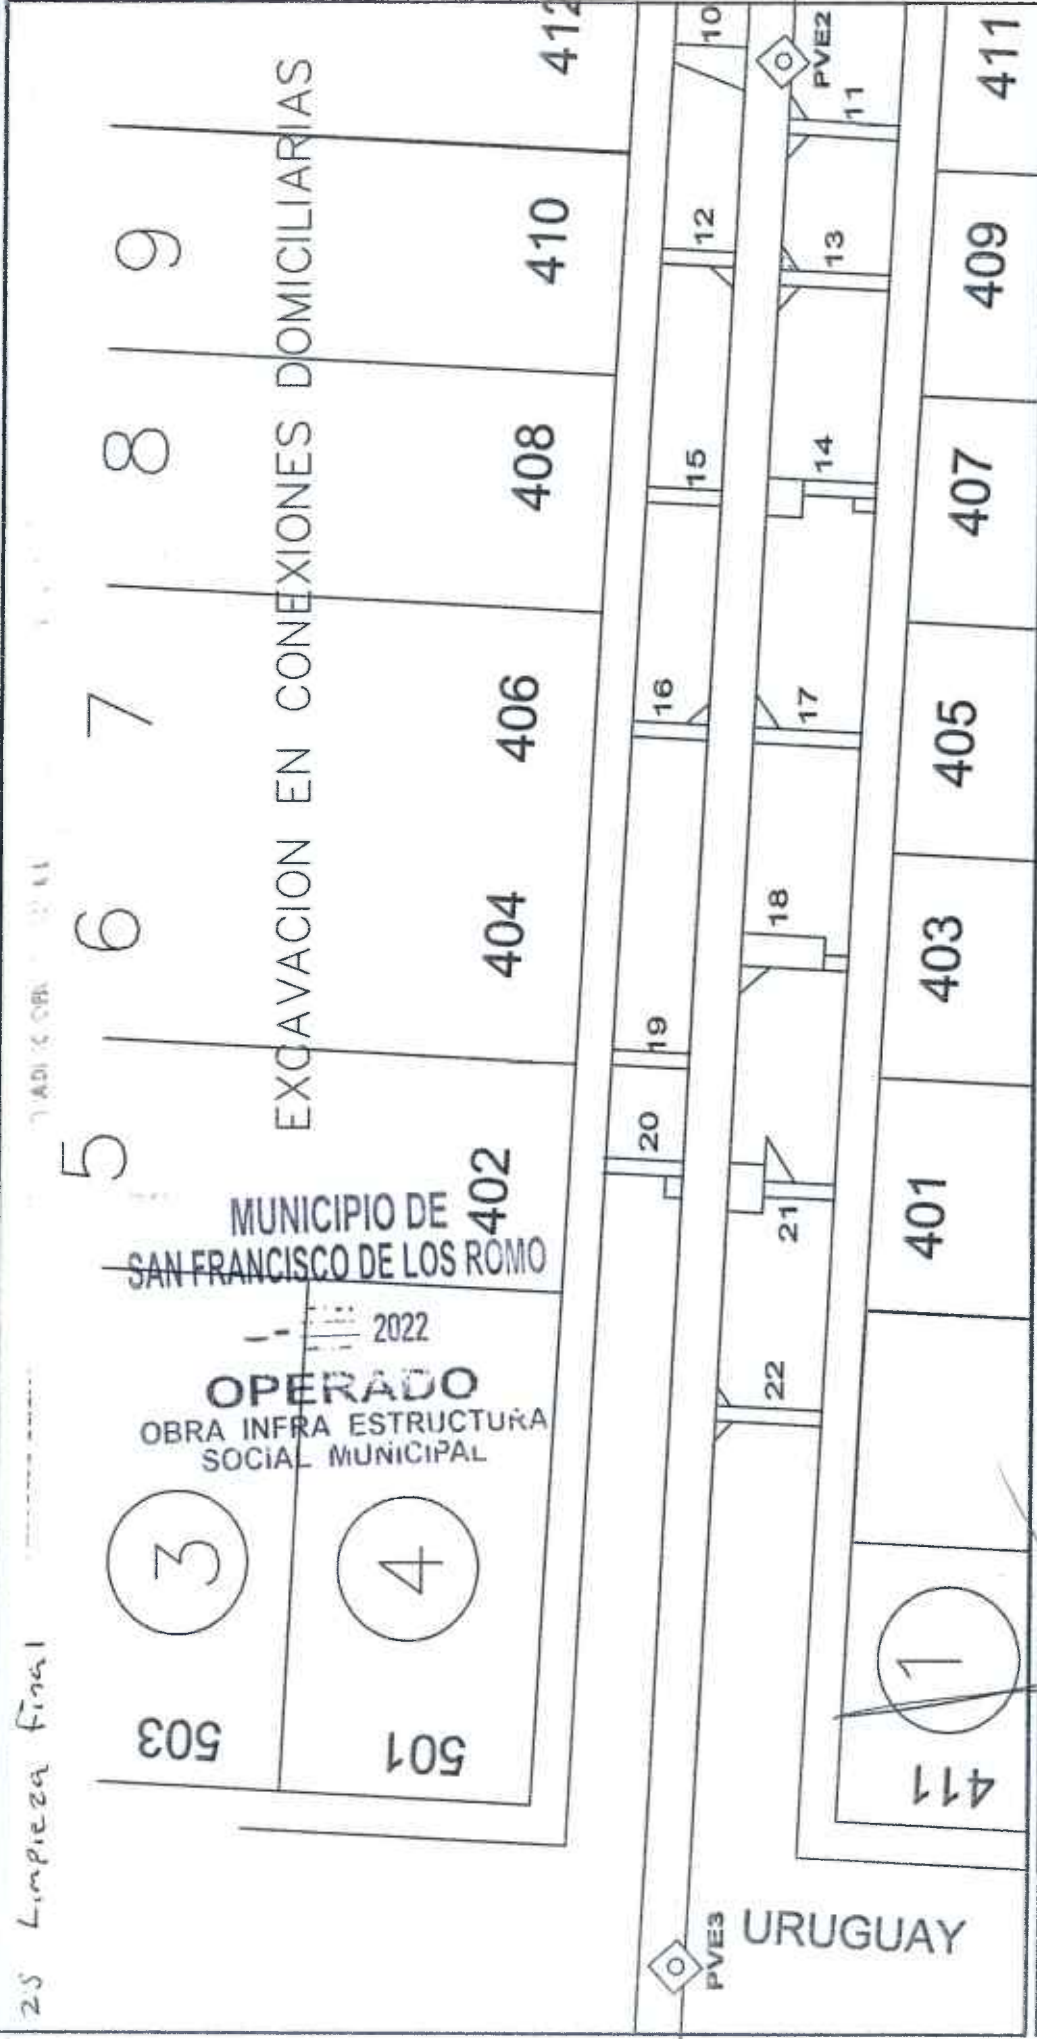 25 Limpieza final
5 6 7 8 9
EXCAVACION EN CONEXIONES DOMICILIARIAS
402 404 406 408 410 412
MUNICIPIO DE
SAN FRANCISCO DE LOS ROMO
2022
OPERADO
OBRA INFRA ESTRUCTURA
SOCIAL MUNICIPAL
3
4
503
501
20 19 16 15 12 10
PVE3
PVE2
22 21 18 17 14 13 11
URUGUAY
401 403 405 407 409 411
1
411